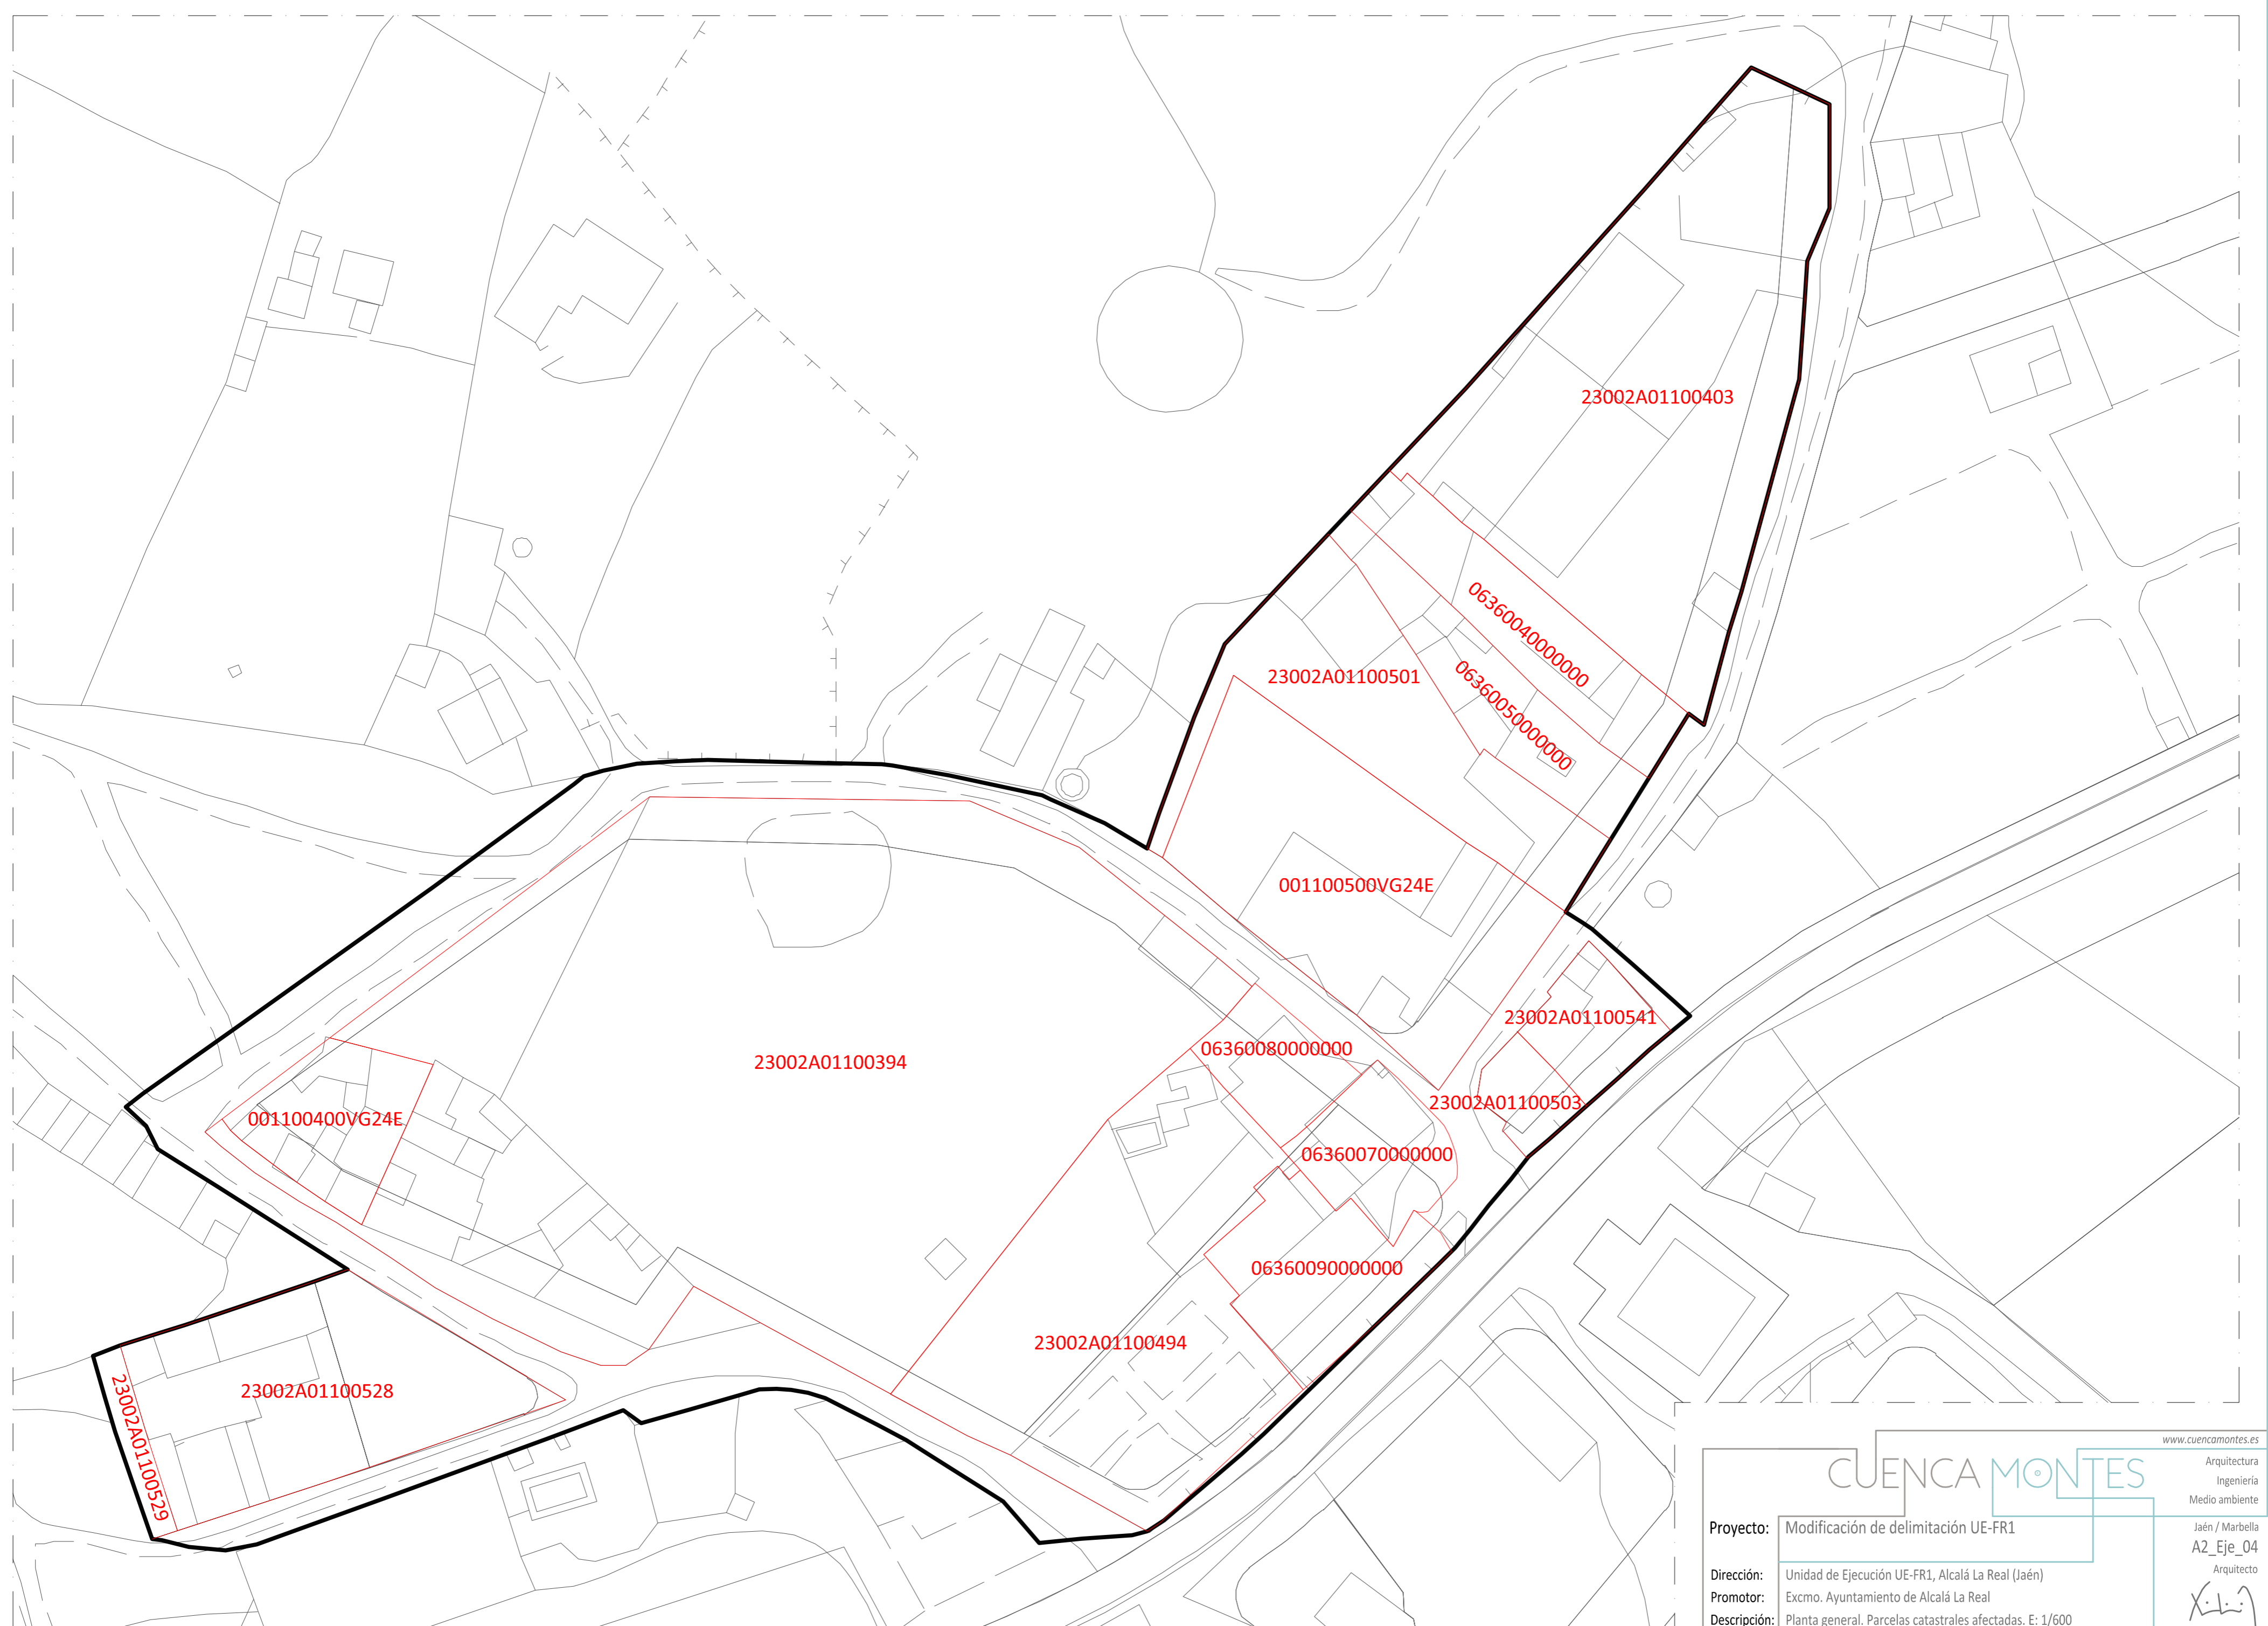 23002A01100403
06360040000000
23002A01100501
06360050000000
001100500VG24E
23002A01100541
23002A01100394
06360080000000
23002A01100503
001100400VG24E
06360070000000
06360090000000
23002A01100494
23002A01100528
23002A01100529
www.cuencamontes.es
CUENCA MONTES
Arquitectura
Ingeniería
Medio ambiente
Proyecto: Modificación de delimitación UE-FR1
Jaén / Marbella
A2_Eje_04
Arquitecto
Dirección: Unidad de Ejecución UE-FR1, Alcalá La Real (Jaén)
Promotor: Excmo. Ayuntamiento de Alcalá La Real
Descripción: Planta general. Parcelas catastrales afectadas. E: 1/600